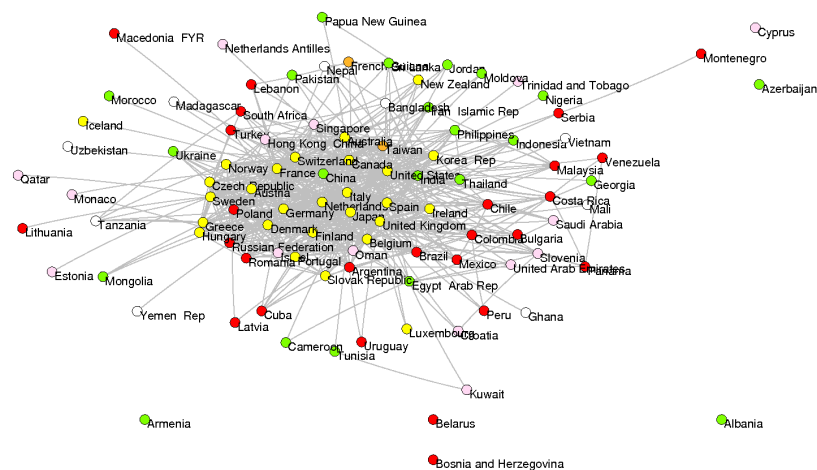 Papua New Guinea
Cyprus
Macedonia FYR
Netherlands Antilles
Montenegro
Nepal
French Guiana
Sri Lanka
Jordan
Pakistan
Moldova
New Zealand
Trinidad and Tobago
Lebanon
Azerbaijan
Morocco
Madagascar
Nigeria
Bangladesh
Iran Islamic Rep
South Africa
Serbia
Iceland
Singapore
Turkey
Philippines
Hong Kong China
Australia
Indonesia
Vietnam
Uzbekistan
Taiwan
Ukraine
Switzerland
Korea Rep
Norway
France
Canada
Venezuela
Malaysia
Qatar
China
United States
India
Thailand
Georgia
Czech Republic
Austria
Monaco
Sweden
Italy
Costa Rica
Netherlands
Spain
Chile
Mali
Poland
Germany
Japan
Ireland
Tanzania
Greece
Denmark
United Kingdom
Saudi Arabia
Lithuania
Hungary
Finland
Colombia
Bulgaria
Russian Federation
Belgium
Israel
Portugal
Oman
Brazil
Slovenia
Romania
Mexico
United Arab Emirates
Panama
Estonia
Mongolia
Argentina
Slovak Republic
Egypt Arab Rep
Yemen Rep
Cuba
Peru
Ghana
Latvia
Luxembourg
Croatia
Cameroon
Uruguay
Tunisia
Kuwait
Armenia
Belarus
Albania
Bosnia and Herzegovina